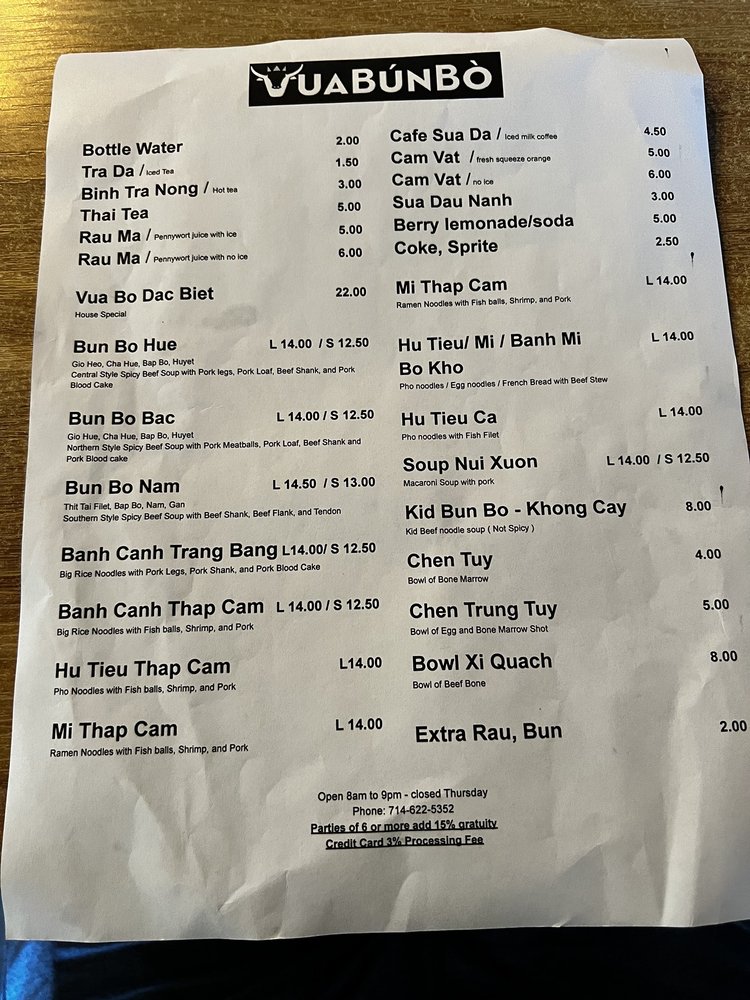 VUABÚNBÒ
Bottle Water 2.00
Tra Da / Iced Tea 1.50
Binh Tra Nong / Hot tea 3.00
Thai Tea 5.00
Rau Ma / Pennywort juice with ice 5.00
Rau Ma / Pennywort juice with no ice 6.00
Vua Bo Dac Biet 22.00
House Special
Bun Bo Hue L 14.00 / S 12.50
Gio Heo, Cha Hue, Bap Bo, Huyet
Central Style Spicy Beef Soup with Pork legs, Pork Loaf, Beef Shank, and Pork
Blood Cake
Bun Bo Bac L 14.00 / S 12.50
Gio Hue, Cha Hue, Bap Bo, Huyet
Northern Style Spicy Beef Soup with Pork Meatballs, Pork Loaf, Beef Shank and
Pork Blood cake
Bun Bo Nam L 14.50 / S 13.00
Thit Tai Filet, Bap Bo, Nam, Gan
Southern Style Spicy Beef Soup with Beef Shank, Beef Flank, and Tendon
Banh Canh Trang Bang L14.00/ S 12.50
Big Rice Noodles with Pork Legs, Pork Shank, and Pork Blood Cake
Banh Canh Thap Cam L 14.00 / S 12.50
Big Rice Noodles with Fish balls, Shrimp, and Pork
Hu Tieu Thap Cam L14.00
Pho Noodles with Fish balls, Shrimp, and Pork
Mi Thap Cam L 14.00
Ramen Noodles with Fish balls, Shrimp, and Pork
Cafe Sua Da / Iced milk coffee 4.50
Cam Vat / fresh squeeze orange 5.00
Cam Vat / no ice 6.00
Sua Dau Nanh 3.00
Berry lemonade/soda 5.00
Coke, Sprite 2.50
Mi Thap Cam L 14.00
Ramen Noodles with Fish balls, Shrimp, and Pork
Hu Tieu/ Mi / Banh Mi L 14.00
Bo Kho
Pho noodles / Egg noodles / French Bread with Beef Stew
Hu Tieu Ca L 14.00
Pho noodles with Fish Filet
Soup Nui Xuon L 14.00 / S 12.50
Macaroni Soup with pork
Kid Bun Bo - Khong Cay 8.00
Kid Beef noodle soup ( Not Spicy )
Chen Tuy 4.00
Bowl of Bone Marrow
Chen Trung Tuy 5.00
Bowl of Egg and Bone Marrow Shot
Bowl Xi Quach 8.00
Bowl of Beef Bone
Extra Rau, Bun 2.00
Open 8am to 9pm - closed Thursday
Phone: 714-622-5352
Parties of 6 or more add 15% gratuity
Credit Card 3% Processing Fee